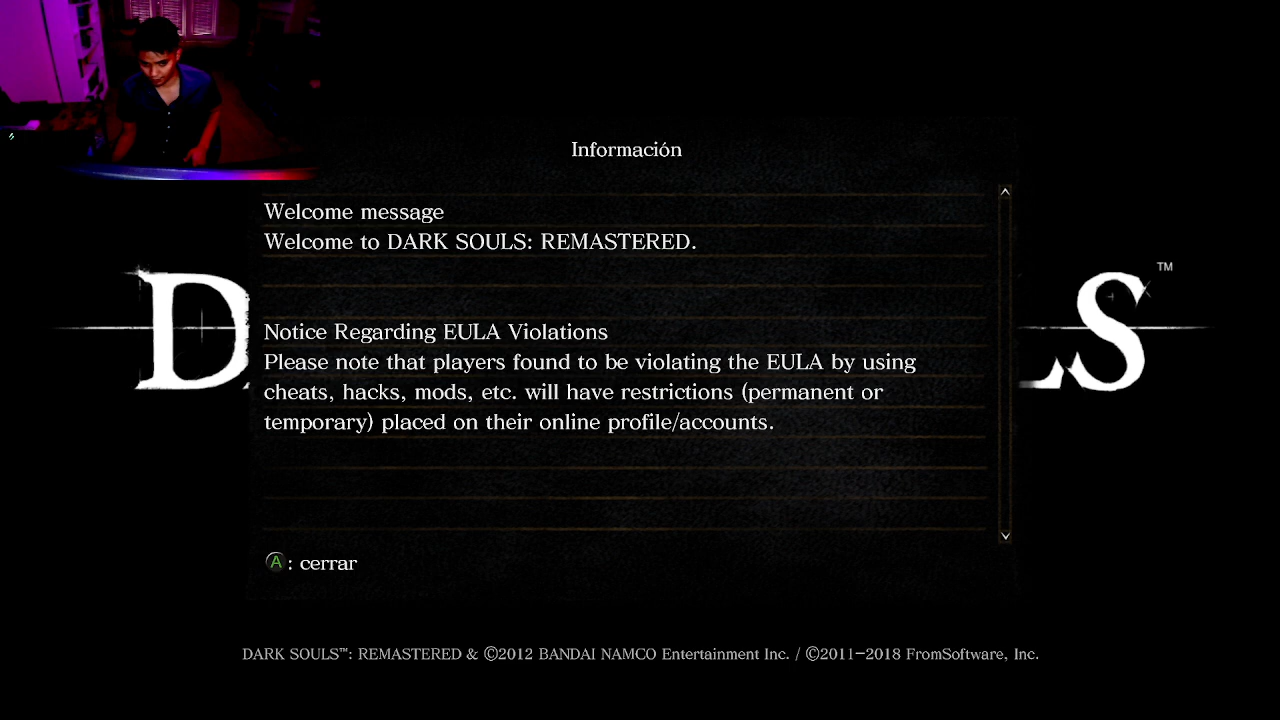 Información
Welcome message
Welcome to DARK SOULS: REMASTERED.
Notice Regarding EULA Violations
Please note that players found to be violating the EULA by using
cheats, hacks, mods, etc. will have restrictions (permanent or
temporary) placed on their online profile/accounts.
D
LS™
Ⓐ: cerrar
DARK SOULS™: REMASTERED & ©2012 BANDAI NAMCO Entertainment Inc. / ©2011-2018 FromSoftware, Inc.